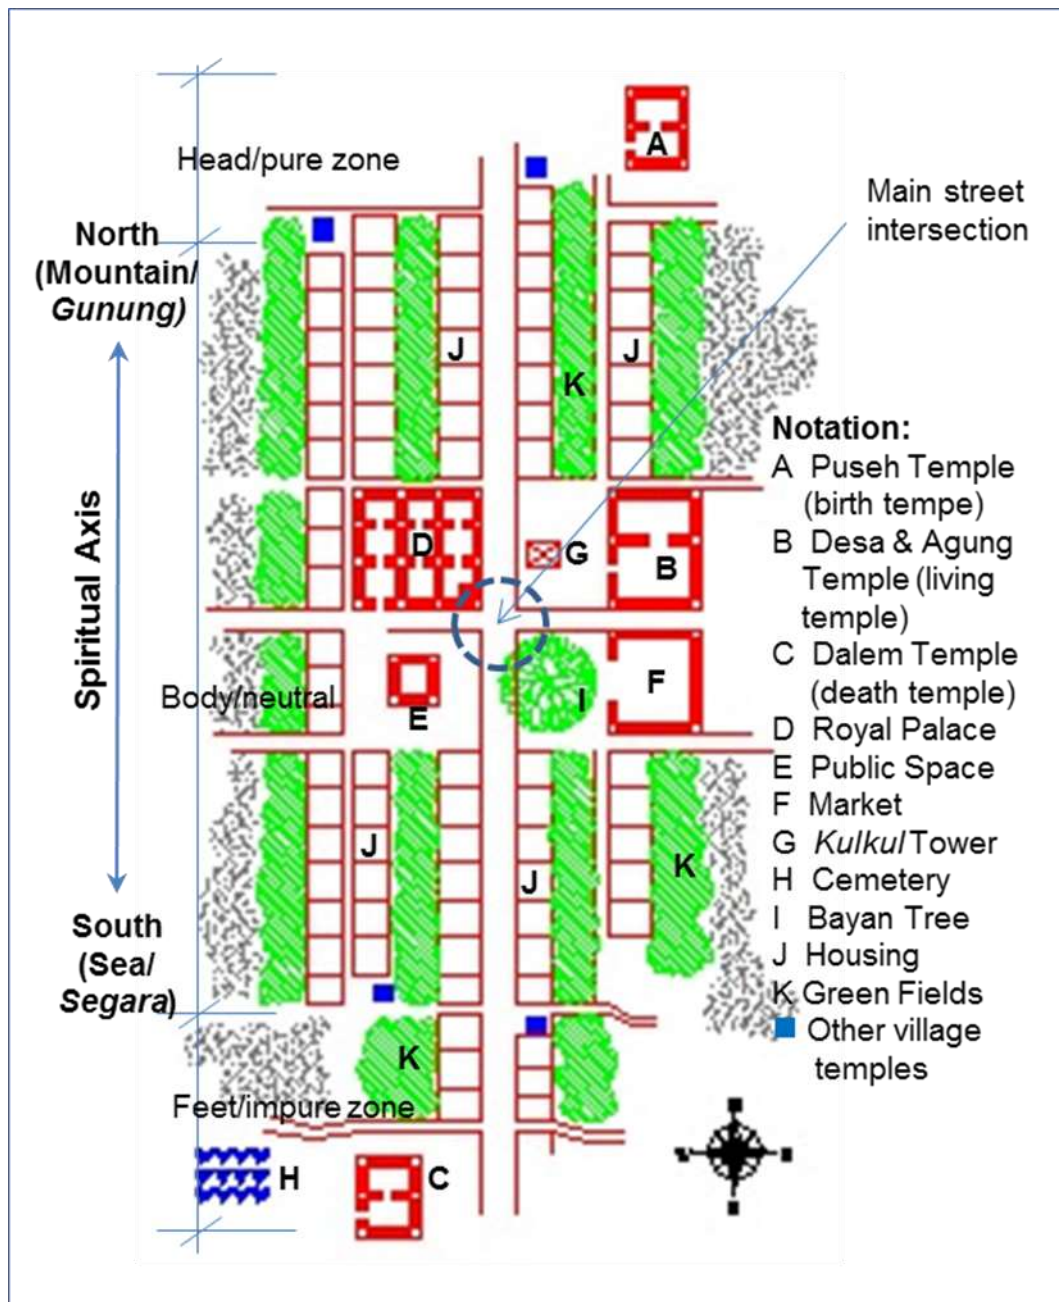 Head/pure zone
A
Main street
intersection
North
(Mountain/
Gunung)
J
J
K
Spiritual Axis
D
G
B
Body/neutral
E
I
F
J
J
K
South
(Sea/
Segara)
K
Feet/impure zone
H
C
Notation:
A Puseh Temple
(birth tempe)
B Desa & Agung
Temple (living
temple)
C Dalem Temple
(death temple)
D Royal Palace
E Public Space
F Market
G Kulkul Tower
H Cemetery
I Bayan Tree
J Housing
K Green Fields
Other village
temples